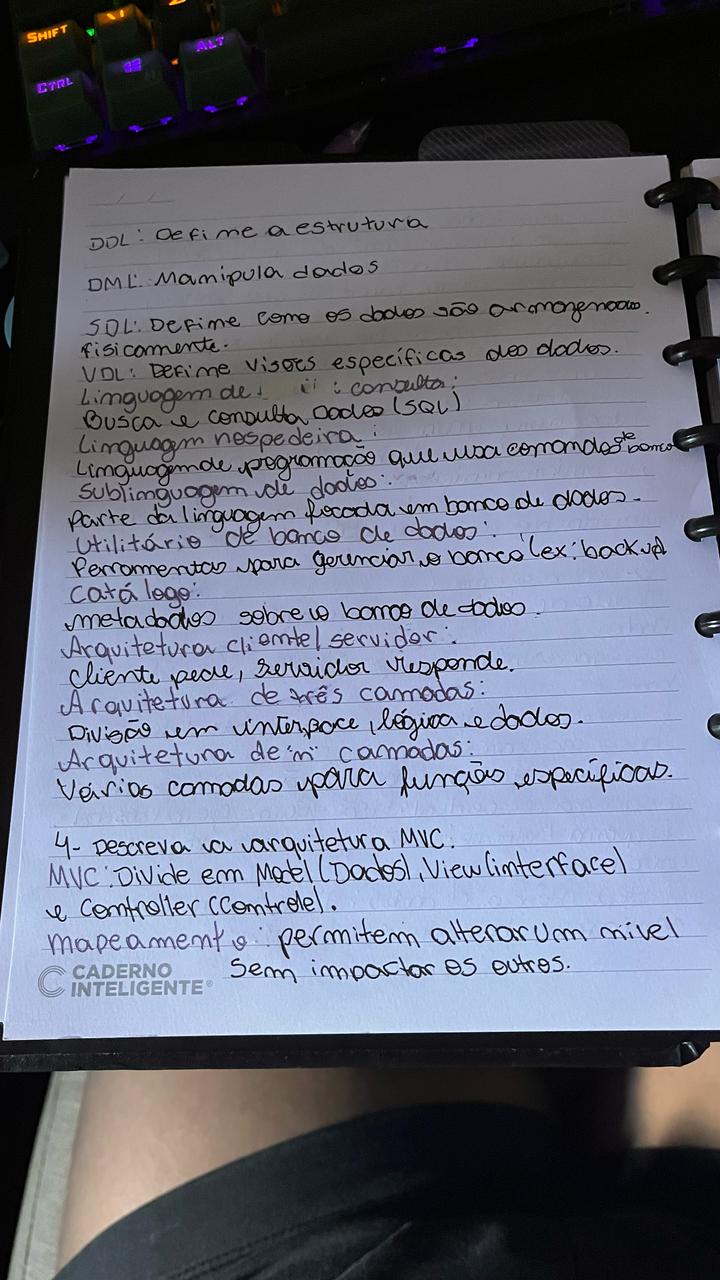 SHIFT
CTRL
ALT
DDL: Define a estrutura
DML: Manipula dados
SDL: Define como os dados são armazenados.
fisicamente.
VDL: Define visões específicas dos dados.
Linguagem de : consulta:
Busca e consulta Dados (SQL)
Linguagem hospedeira:
Linguagem de programação que usa comandos de banco
Sublinguagem de dados:
Parte da linguagem focada em banco de dados.
Utilitário de banco de dados:
Ferramentas para gerenciar o banco (ex: backup)
Catálogo:
metadados sobre o banco de dados.
Arquitetura cliente/servidor:
Cliente pede, servidor responde.
Arquitetura de três camadas:
Divisão em interface, lógica e dados.
Arquitetura de "n" camadas:
Várias camadas para função específicas.
4- Descreva a arquitetura MVC:
MVC: Divide em Model (Dados), View (interface)
e Controller (Controle).
mapeamento: permitem alterar um nível
Sem impactar os outros.
CADERNO
INTELIGENTE®